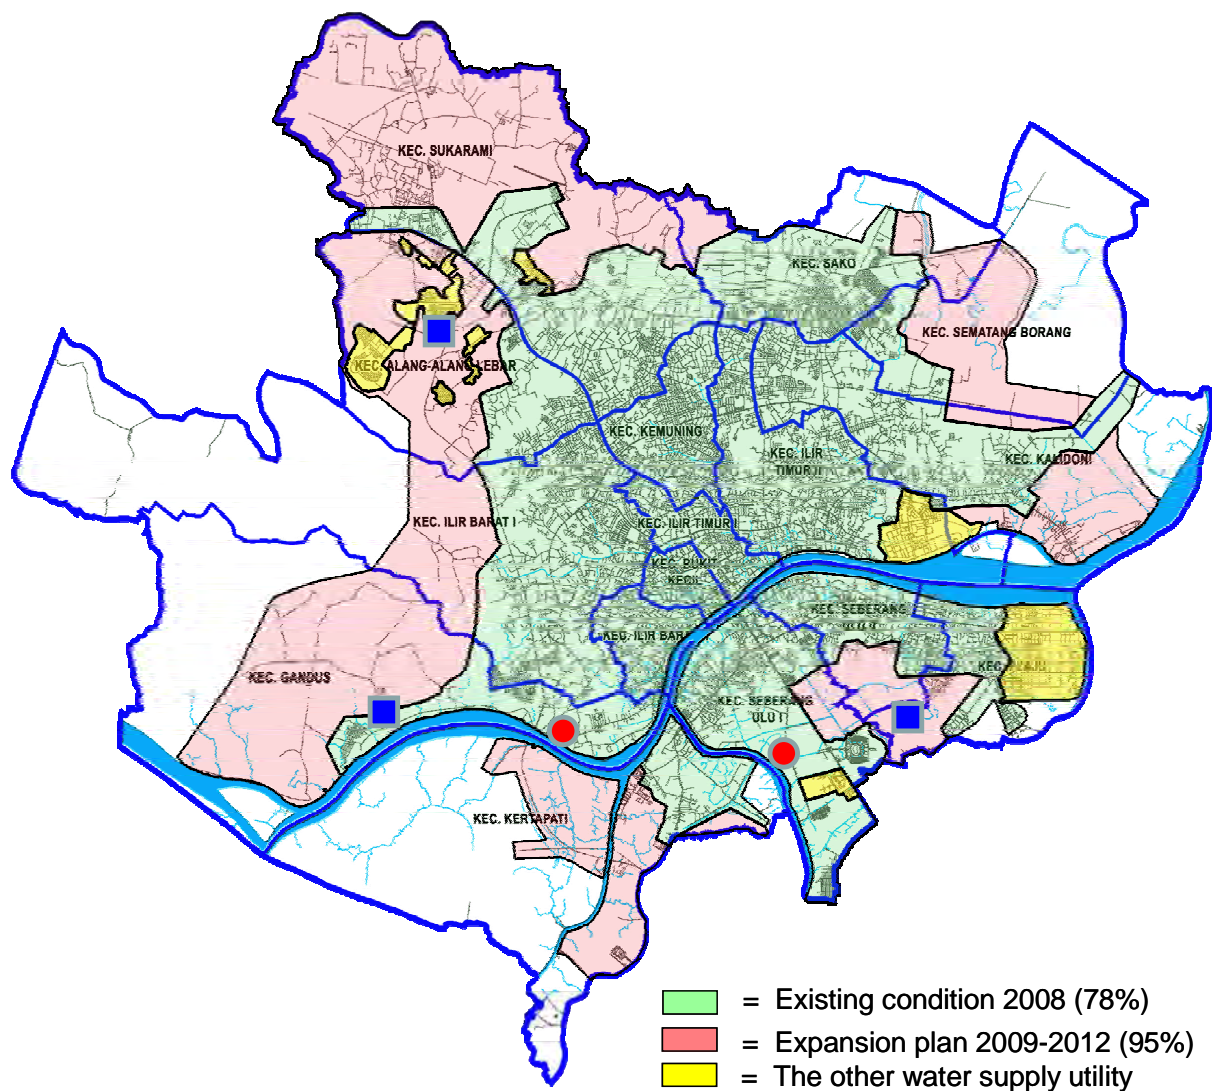 KEC. SUKARAMI
KEC. SAKO
KEC. SEMATANG BORANG
KEC. ALANG-ALANG LEBAR
KEC. KEMUNING
KEC. ILIR
TIMUR II
KEC. KALIDONI
KEC. ILIR BARAT I
KEC. ILIR TIMUR I
KEC. BUKIT
KECIL
KEC. SEBERANG
KEC. ILIR BARA
KEC. GANDUS
KEC. SEBERANG
ULU I
KEC. KERTAPATI
= Existing condition 2008 (78%)
= Expansion plan 2009-2012 (95%)
= The other water supply utility